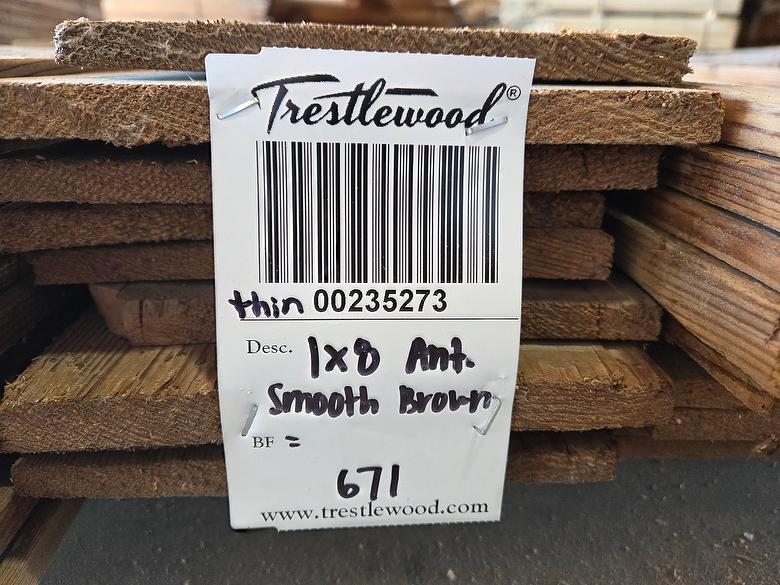 Trestlewood®
thin 00235273
Desc. 1x8 Ant.
Smooth Brown
BF =
671
www.trestlewood.com